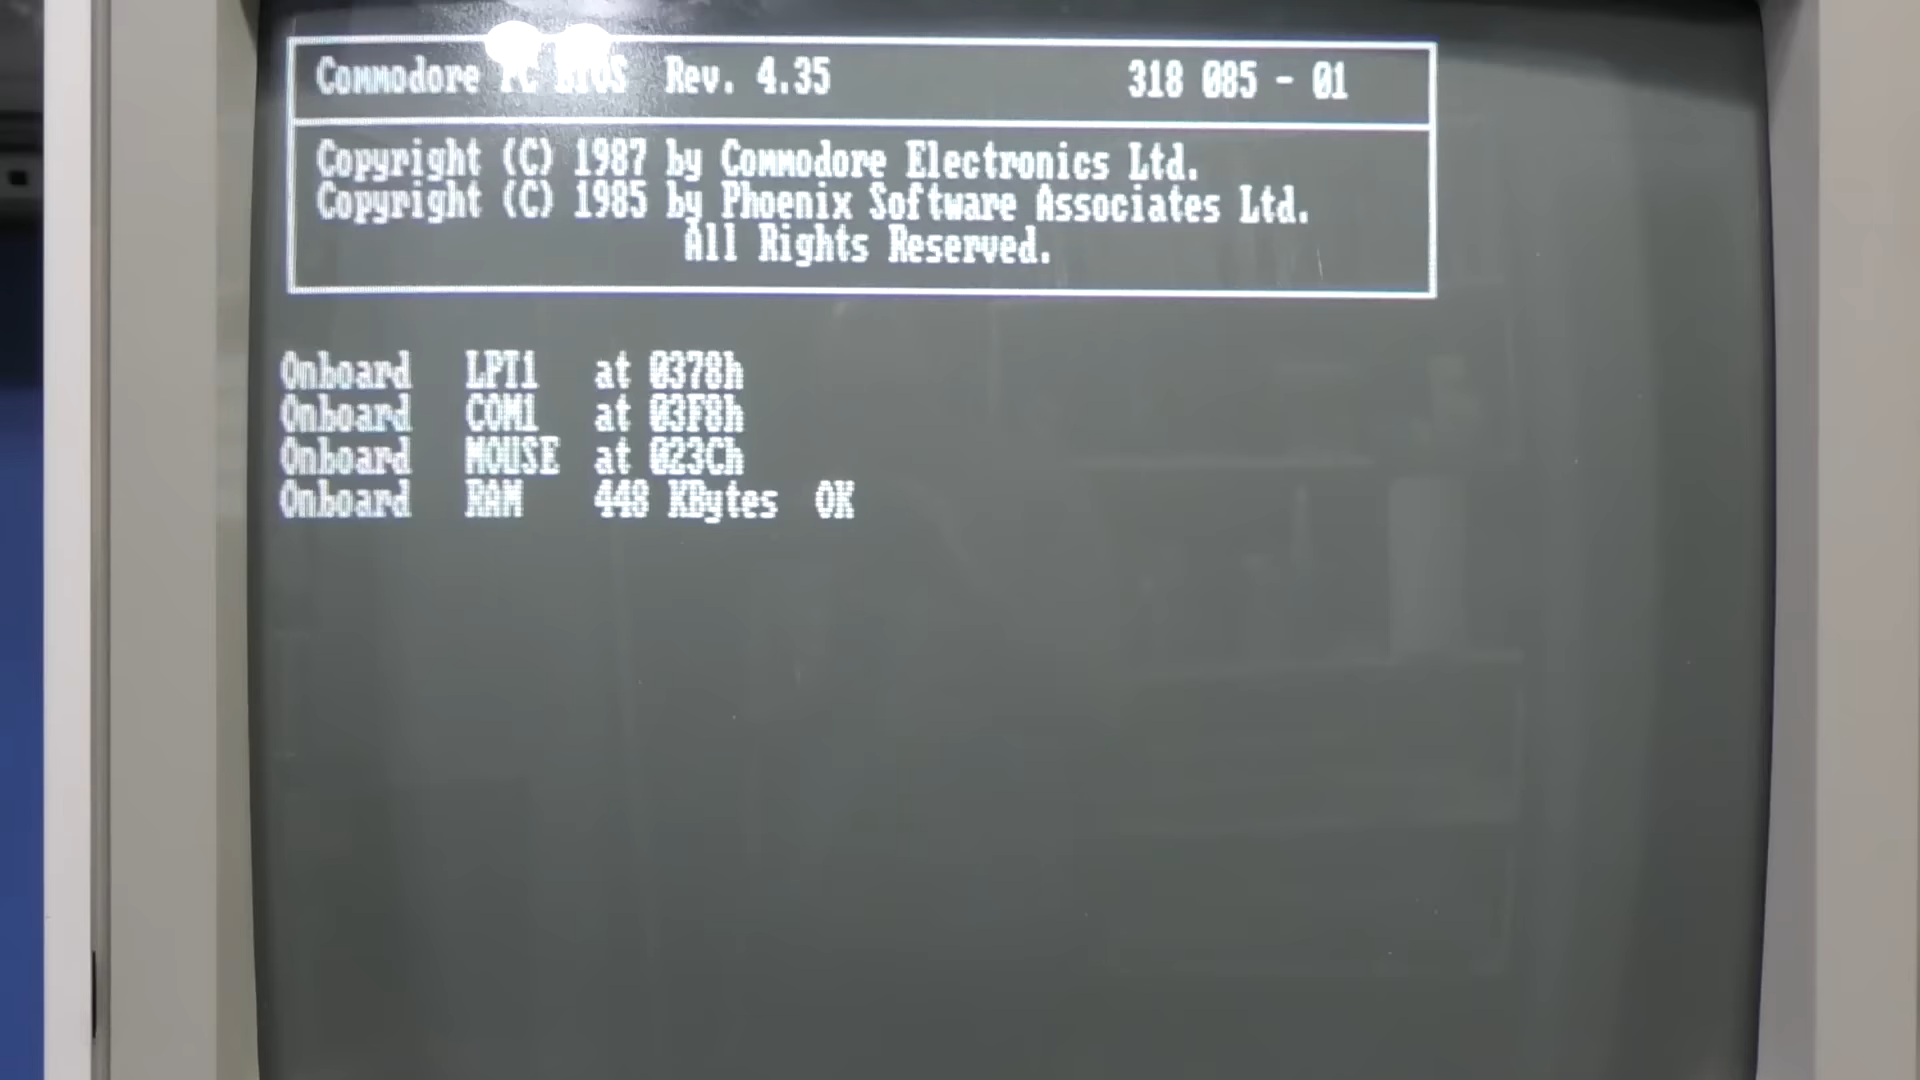 Commodore PC BIOS Rev. 4.35 318 085 - 01
Copyright (C) 1987 by Commodore Electronics Ltd.
Copyright (C) 1985 by Phoenix Software Associates Ltd.
All Rights Reserved.
Onboard LPT1 at 0378h
Onboard COM1 at 03F8h
Onboard MOUSE at 023Ch
Onboard RAM 448 KBytes OK